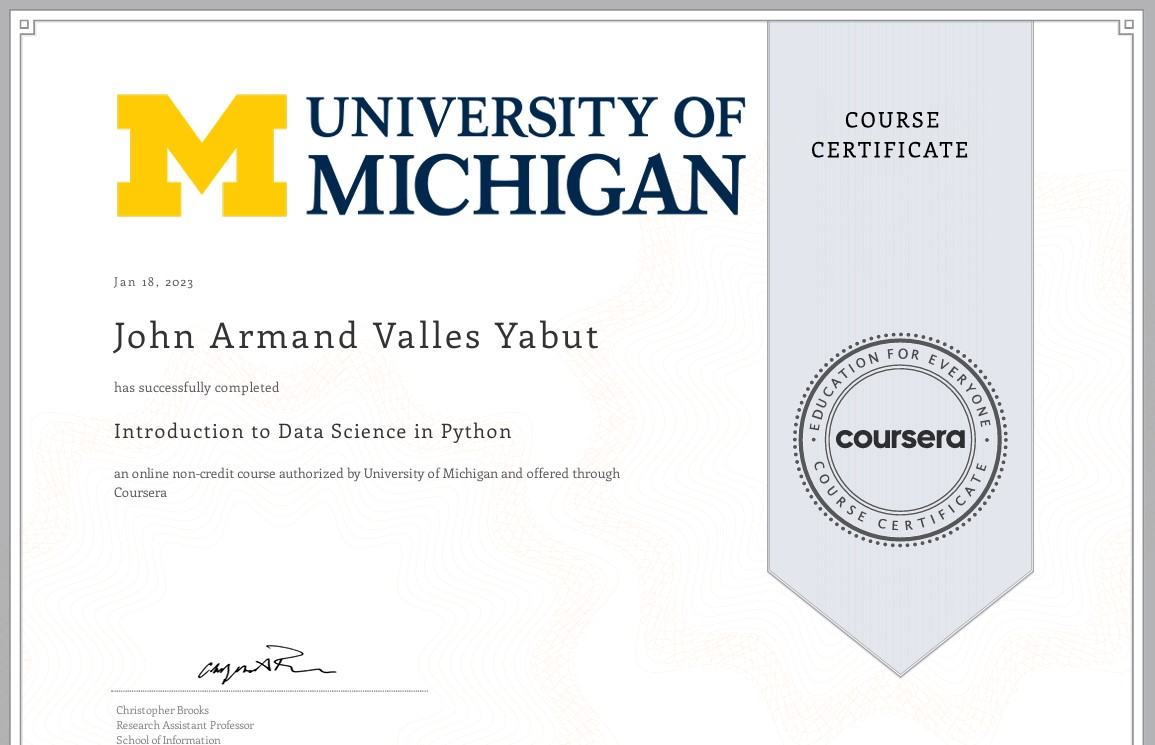 UNIVERSITY OF
MICHIGAN
COURSE
CERTIFICATE
Jan 18, 2023
John Armand Valles Yabut
has successfully completed
Introduction to Data Science in Python
an online non-credit course authorized by University of Michigan and offered through
Coursera
EDUCATION FOR EVERYONE
coursera
COURSE CERTIFICATE
Christopher Brooks
Research Assistant Professor
School of Information